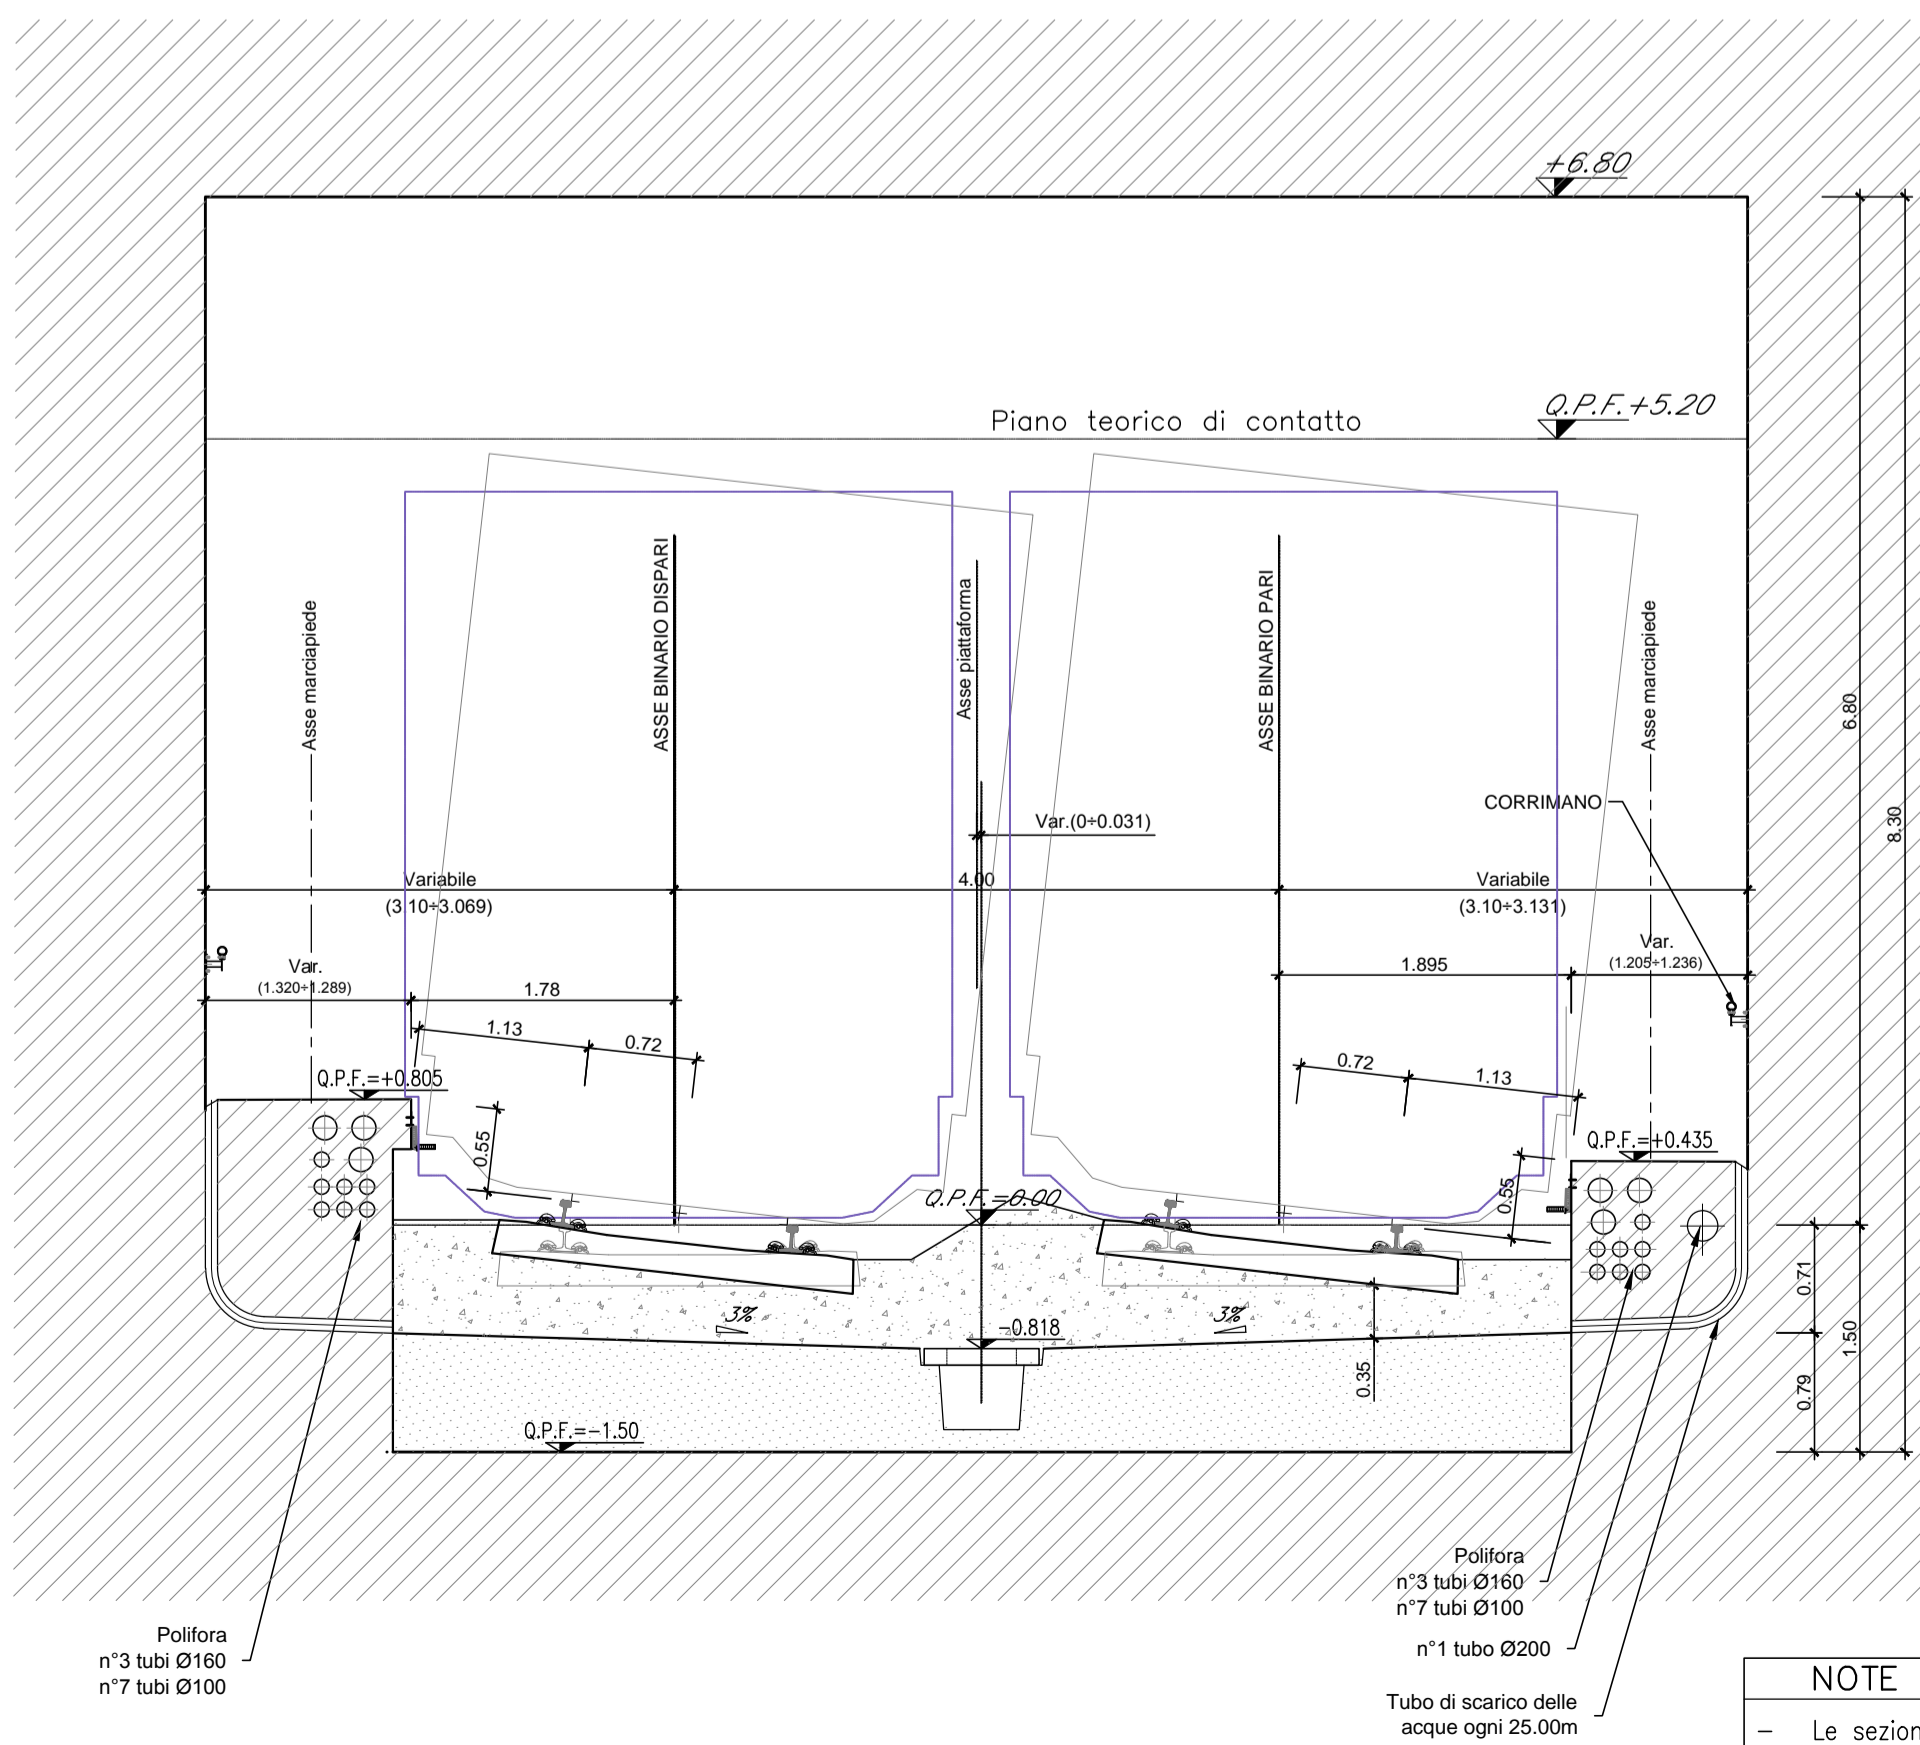 +6.80
Piano teorico di contatto
Q.P.F.+5.20
Asse marciapiede
ASSE BINARIO DISPARI
Asse piattaforma
ASSE BINARIO PARI
Asse marciapiede
6.80
8.30
CORRIMANO
Var.(0÷0.031)
Variabile
(3.10÷3.069)
4.00
Variabile
(3.10÷3.131)
Var.
(1.320÷1.289)
1.78
1.895
Var.
(1.205÷1.236)
1.13
0.72
0.72
1.13
Q.P.F.=+0.805
0.55
Q.P.F.=0.00
Q.P.F.=+0.435
0.55
3%
-0.818
3%
0.35
0.71
1.50
0.79
Q.P.F.=-1.50
Polifora
n°3 tubi Ø160
n°7 tubi Ø100
Polifora
n°3 tubi Ø160
n°7 tubi Ø100
n°1 tubo Ø200
Tubo di scarico delle
acque ogni 25.00m
NOTE
- Le sezion